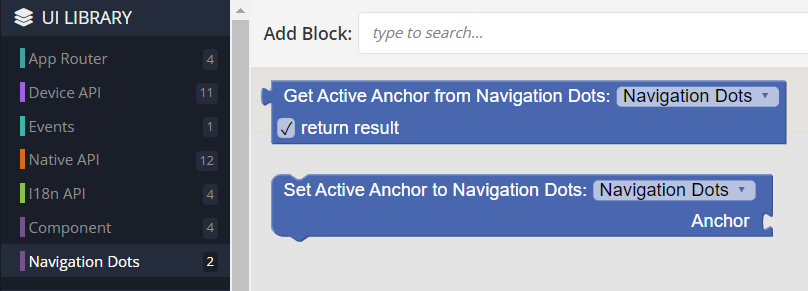 UI LIBRARY
App Router 4
Device API 11
Events 1
Native API 12
I18n API 4
Component 4
Navigation Dots 2
Add Block: type to search...
Get Active Anchor from Navigation Dots: Navigation Dots
return result
Set Active Anchor to Navigation Dots: Navigation Dots
Anchor